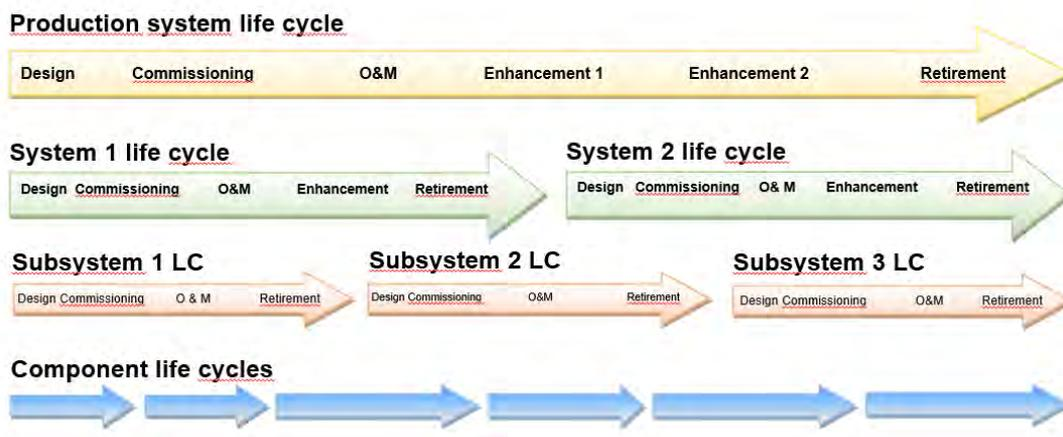 Production system life cycle
Design Commissioning O&M Enhancement 1 Enhancement 2 Retirement
System 1 life cycle
System 2 life cycle
Design Commissioning O&M Enhancement Retirement
Design Commissioning O& M Enhancement Retirement
Subsystem 1 LC
Subsystem 2 LC
Subsystem 3 LC
Design Commissioning O & M Retirement
Design Commissioning O&M Retirement
Design Commissioning O&M Retirement
Component life cycles